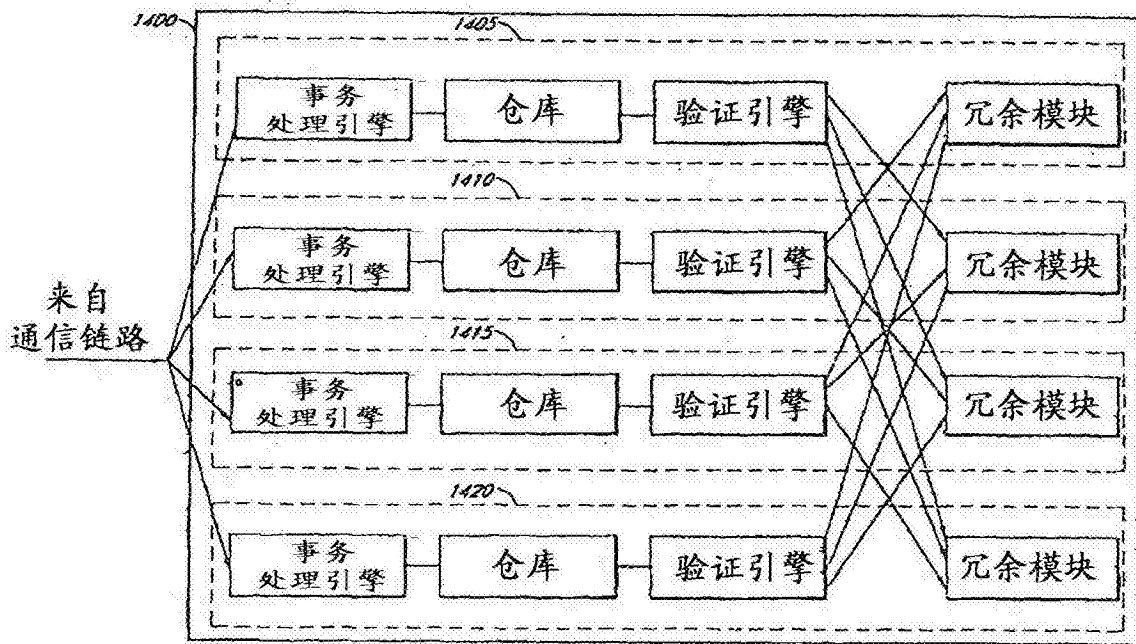 1400
1405
事务
处理引擎
仓库
验证引擎
冗余模块
1410
事务
处理引擎
仓库
验证引擎
冗余模块
来自
通信链路
1415
事务
处理引擎
仓库
验证引擎
冗余模块
1420
事务
处理引擎
仓库
验证引擎
冗余模块